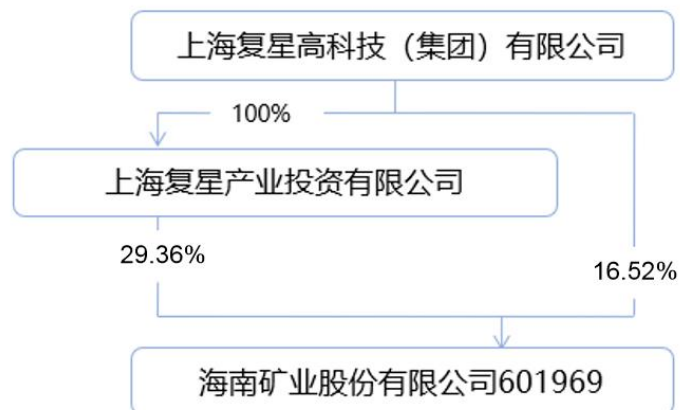 上海复星高科技（集团）有限公司
100%
上海复星产业投资有限公司
29.36%
16.52%
海南矿业股份有限公司601969